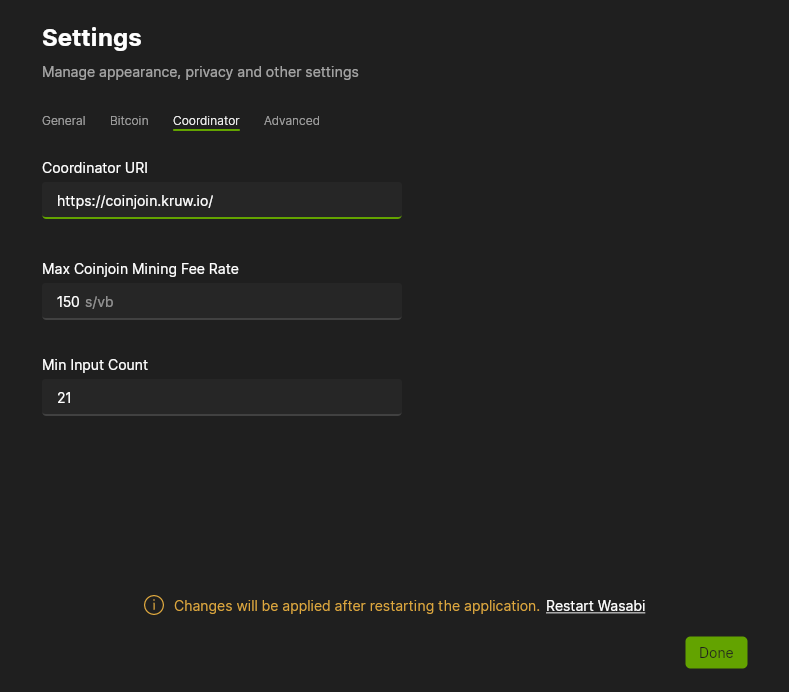 Settings
Manage appearance, privacy and other settings
General Bitcoin Coordinator Advanced
Coordinator URI
https://coinjoin.kruw.io/
Max Coinjoin Mining Fee Rate
150 s/vb
Min Input Count
21
Changes will be applied after restarting the application. Restart Wasabi
Done